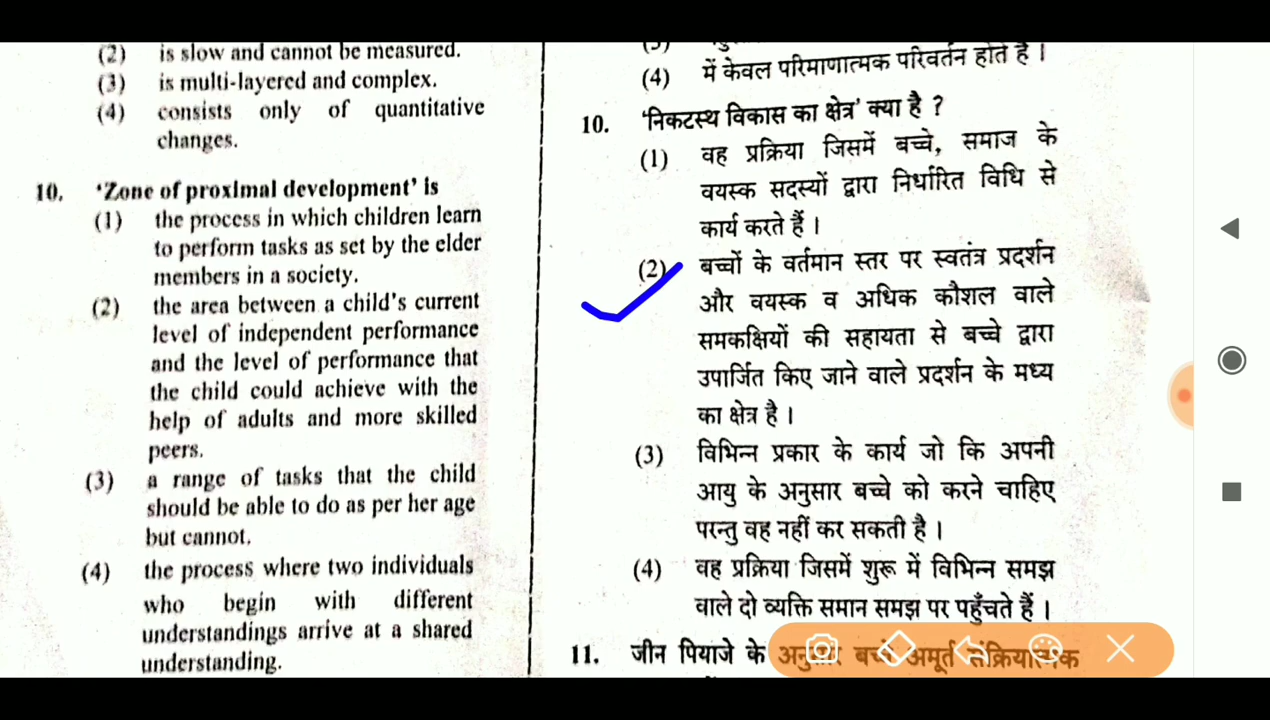 (2) is slow and cannot be measured.
(3) is multi-layered and complex.
(4) consists only of quantitative
changes.
10. 'Zone of proximal development' is
(1) the process in which children learn
to perform tasks as set by the elder
members in a society.
(2) the area between a child's current
level of independent performance
and the level of performance that
the child could achieve with the
help of adults and more skilled
peers.
(3) a range of tasks that the child
should be able to do as per her age
but cannot.
(4) the process where two individuals
who begin with different
understandings arrive at a shared
understanding.
(3)
(4) में केवल परिमाणात्मक परिवर्तन होते हैं ।
10. 'निकटस्थ विकास का क्षेत्र' क्या है ?
(1) वह प्रक्रिया जिसमें बच्चे, समाज के
वयस्क सदस्यों द्वारा निर्धारित विधि से
कार्य करते हैं ।
(2) बच्चों के वर्तमान स्तर पर स्वतंत्र प्रदर्शन
और वयस्क व अधिक कौशल वाले
समकक्षियों की सहायता से बच्चे द्वारा
उपार्जित किए जाने वाले प्रदर्शन के मध्य
का क्षेत्र है ।
(3) विभिन्न प्रकार के कार्य जो कि अपनी
आयु के अनुसार बच्चे को करने चाहिए
परन्तु वह नहीं कर सकती है ।
(4) वह प्रक्रिया जिसमें शुरू में विभिन्न समझ
वाले दो व्यक्ति समान समझ पर पहुँचते हैं ।
11. जीन पियाजे के अनुसार बच्चे अमूर्त संक्रियात्मक